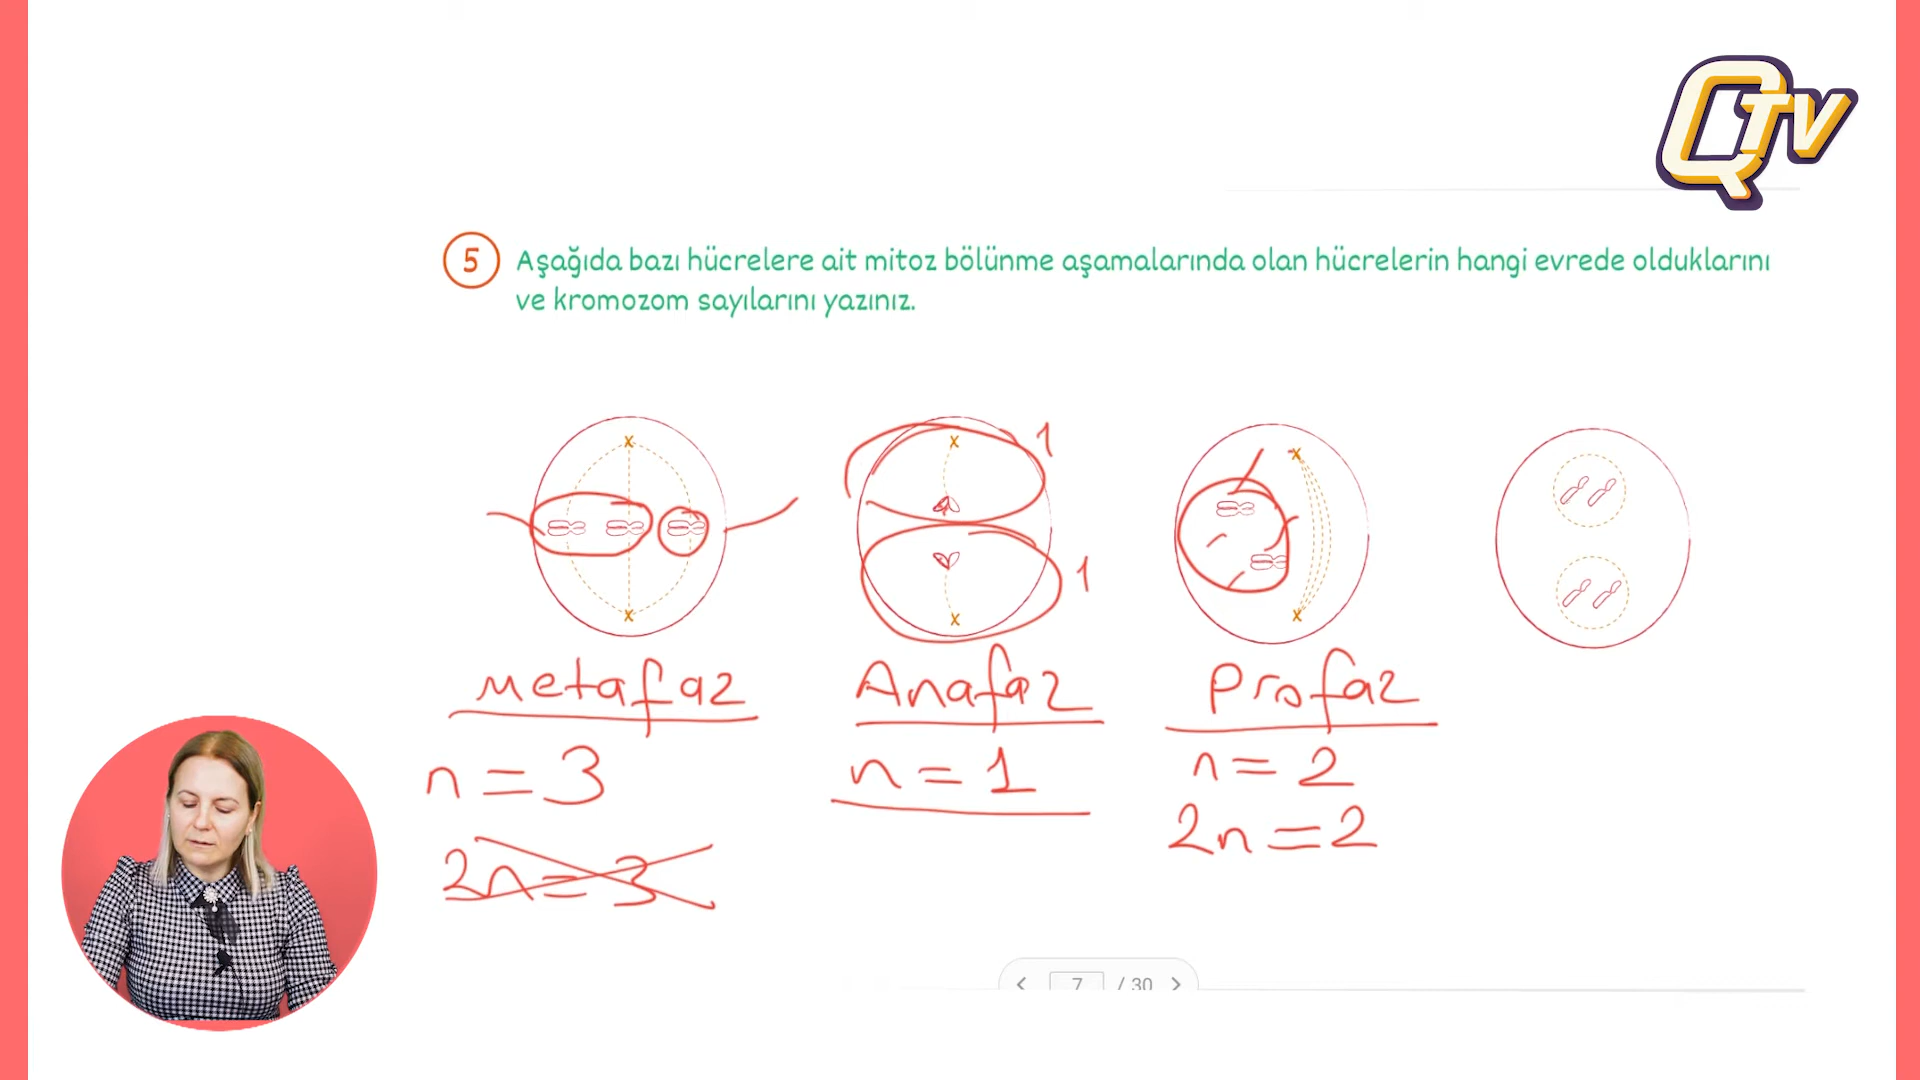 QTV
5 Aşağıda bazı hücrelere ait mitoz bölünme aşamalarında olan hücrelerin hangi evrede olduklarını
ve kromozom sayılarını yazınız.
1
1
Metafaz
Anafaz
Profaz
n = 3
n = 1
n = 2
2n = 3
2n = 2
7 / 30